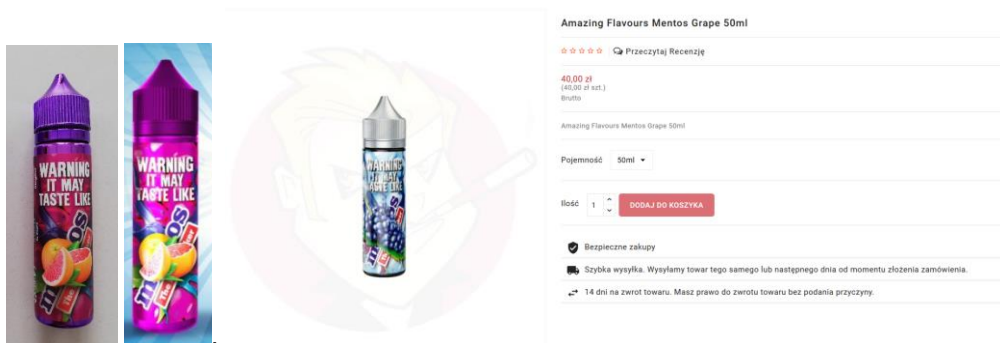 WARNING
IT MAY
TASTE LIKE
WARNING
IT MAY
TASTE LIKE
WARNING
IT MAY
TASTE LIKE
Amazing Flavours Mentos Grape 50ml
Przeczytaj Recenzję
40,00 zł
(40,00 zł szt.)
Brutto
Amazing Flavours Mentos Grape 50ml
Pojemność 50ml
Ilość 1 DODAJ DO KOSZYKA
Bezpieczne zakupy
Szybka wysyłka. Wysyłamy towar tego samego lub następnego dnia od momentu złożenia zamówienia.
14 dni na zwrot towaru. Masz prawo do zwrotu towaru bez podania przyczyny.